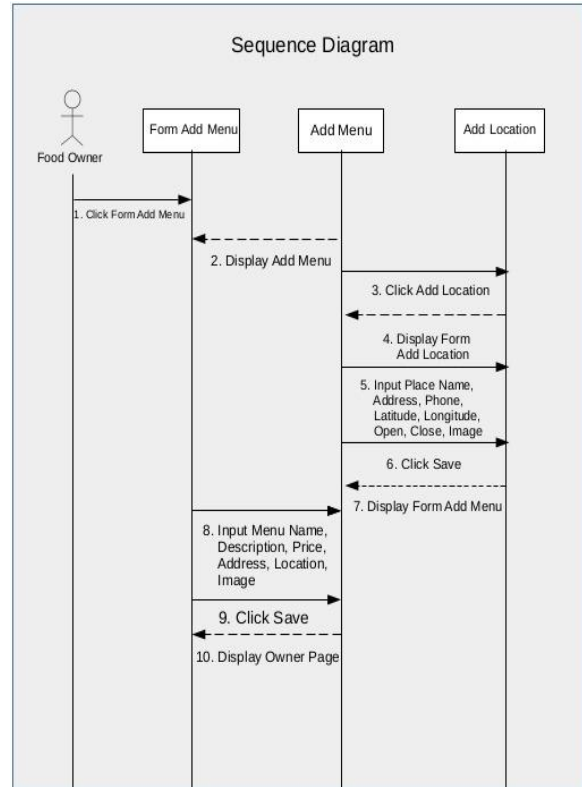 Sequence Diagram
Form Add Menu
Add Menu
Add Location
Food Owner
1. Click Form Add Menu
2. Display Add Menu
3. Click Add Location
4. Display Form
Add Location
5. Input Place Name,
Address, Phone,
Latitude, Longitude,
Open, Close, Image
6. Click Save
7. Display Form Add Menu
8. Input Menu Name,
Description, Price,
Address, Location,
Image
9. Click Save
10. Display Owner Page